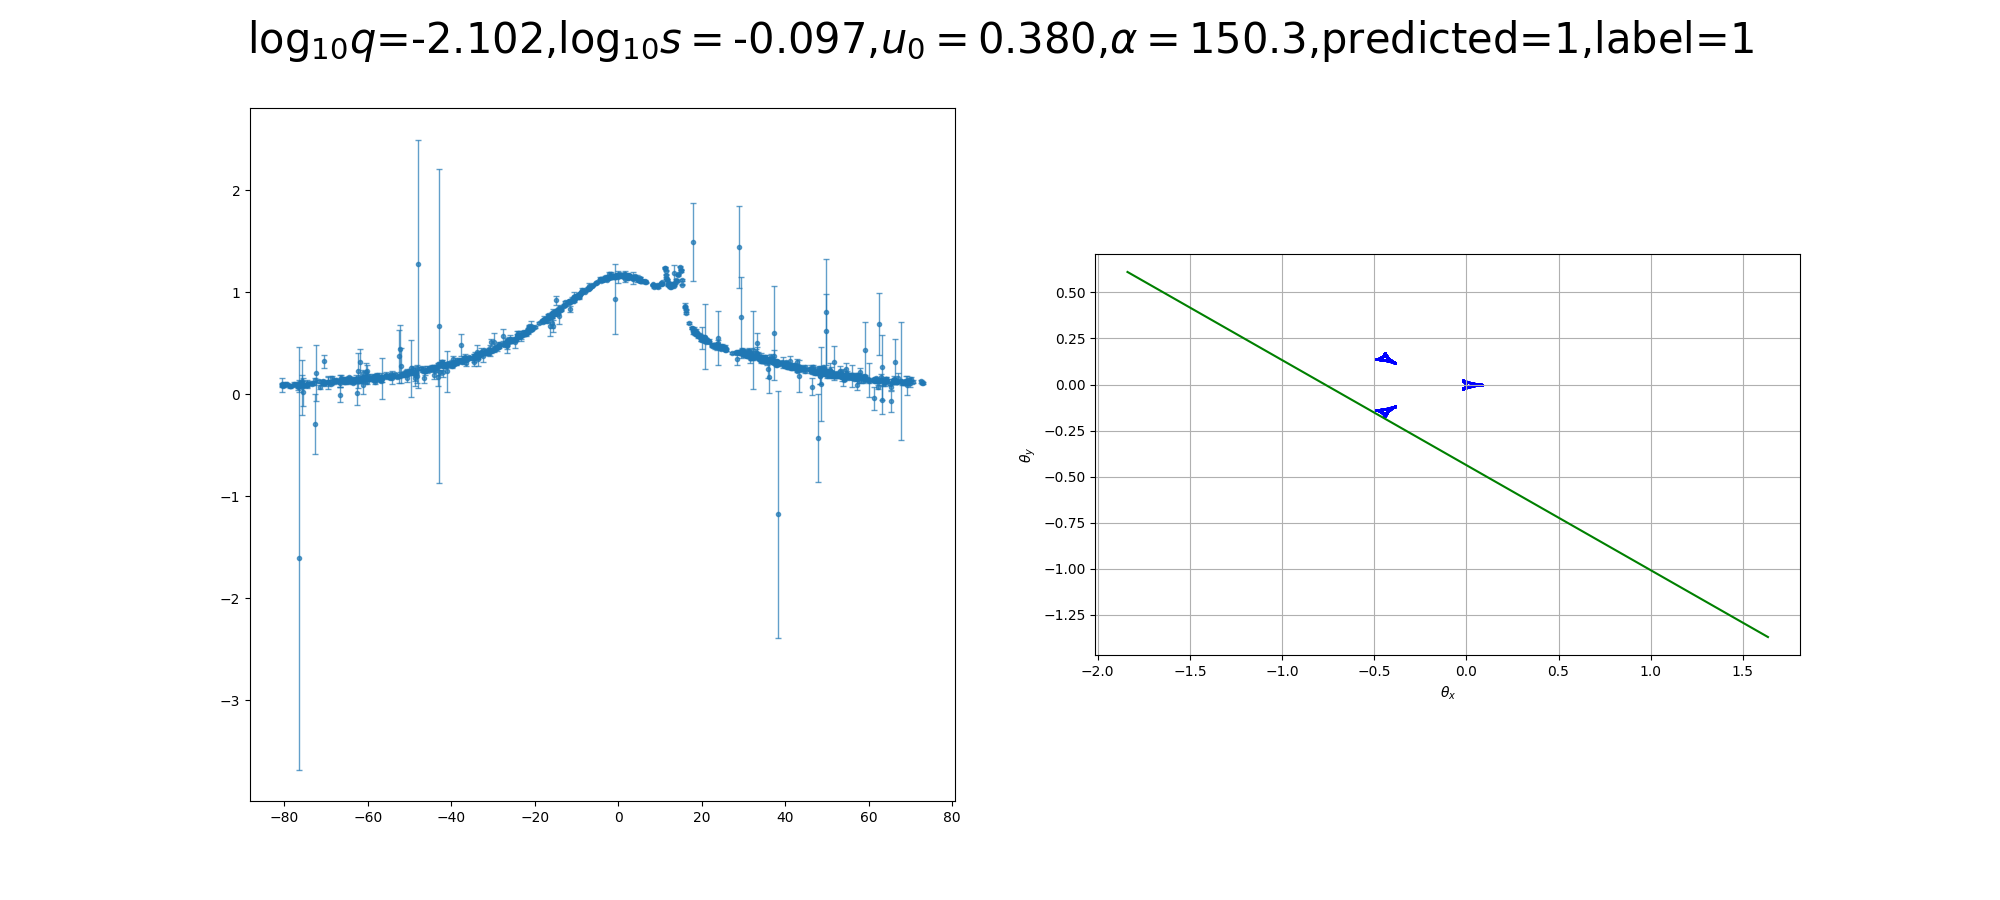 log₁₀q=-2.102,log₁₀s = -0.097,u₀ = 0.380,α = 150.3,predicted=1,label=1
2
1
0
−1
−2
−3
−80 −60 −40 −20 0 20 40 60 80
0.50
0.25
0.00
−0.25
−0.50
−0.75
−1.00
−1.25
θy
−2.0 −1.5 −1.0 −0.5 0.0 0.5 1.0 1.5
θx